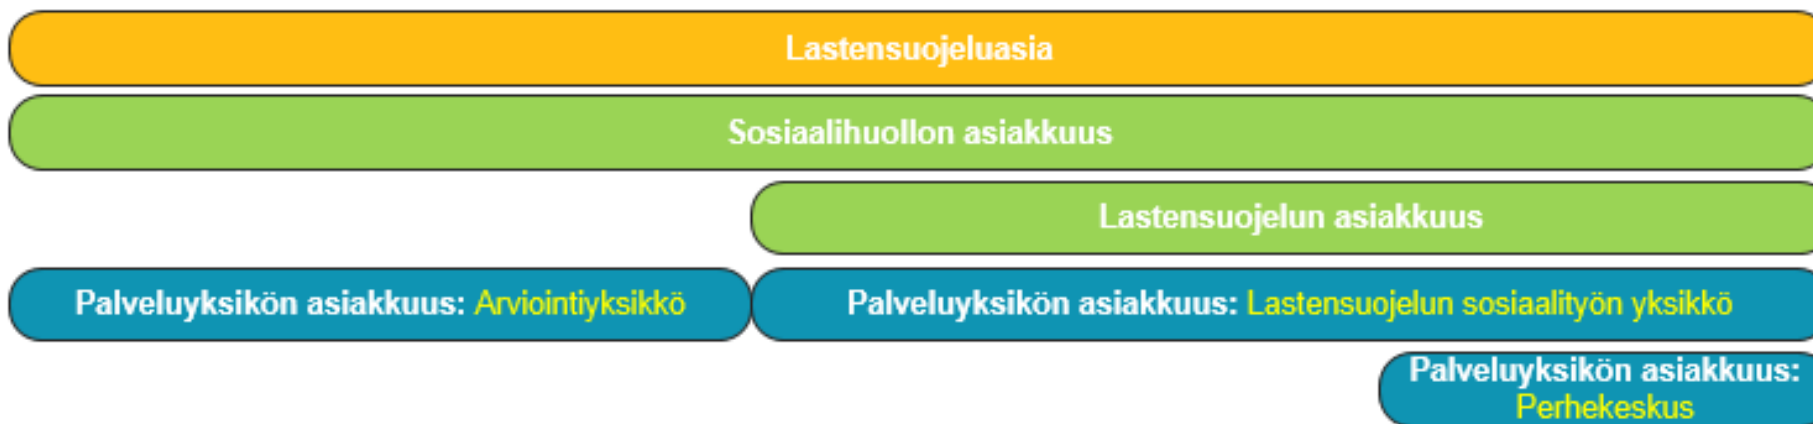 Lastensuojeluasia
Sosiaalihuollon asiakkuus
Lastensuojelun asiakkuus
Palveluyksikön asiakkuus: Arviointiyksikkö
Palveluyksikön asiakkuus: Lastensuojelun sosiaalityön yksikkö
Palveluyksikön asiakkuus:
Perhekeskus